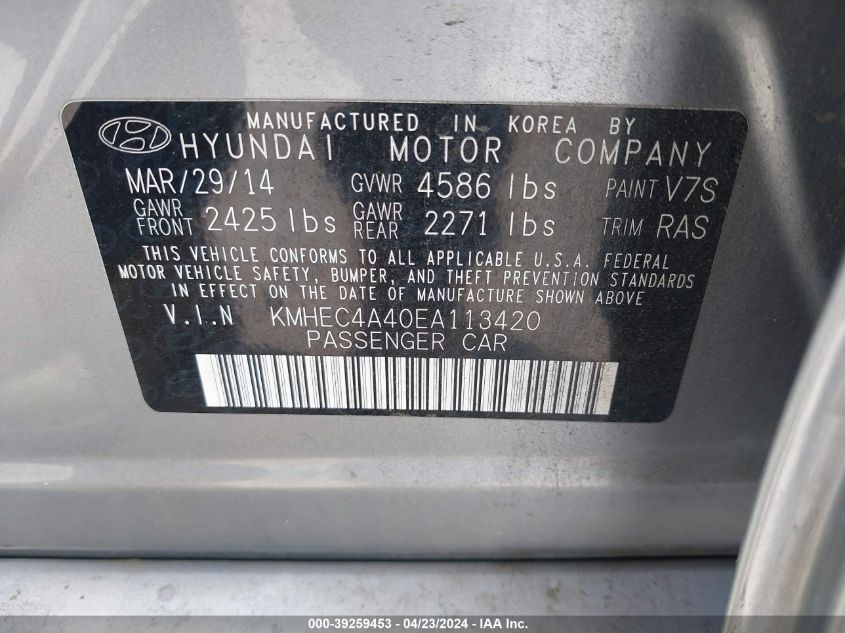 MANUFACTURED IN KOREA BY
HYUNDAI MOTOR COMPANY
MAR/29/14 GVWR 4586 lbs PAINT V7S
GAWR FRONT 2425 lbs GAWR REAR 2271 lbs TRIM RAS
THIS VEHICLE CONFORMS TO ALL APPLICABLE U.S.A. FEDERAL
MOTOR VEHICLE SAFETY, BUMPER, AND THEFT PREVENTION STANDARDS
IN EFFECT ON THE DATE OF MANUFACTURE SHOWN ABOVE
V.I.N KMHEC4A40EA113420
PASSENGER CAR
000-39259453 - 04/23/2024 - IAA Inc.